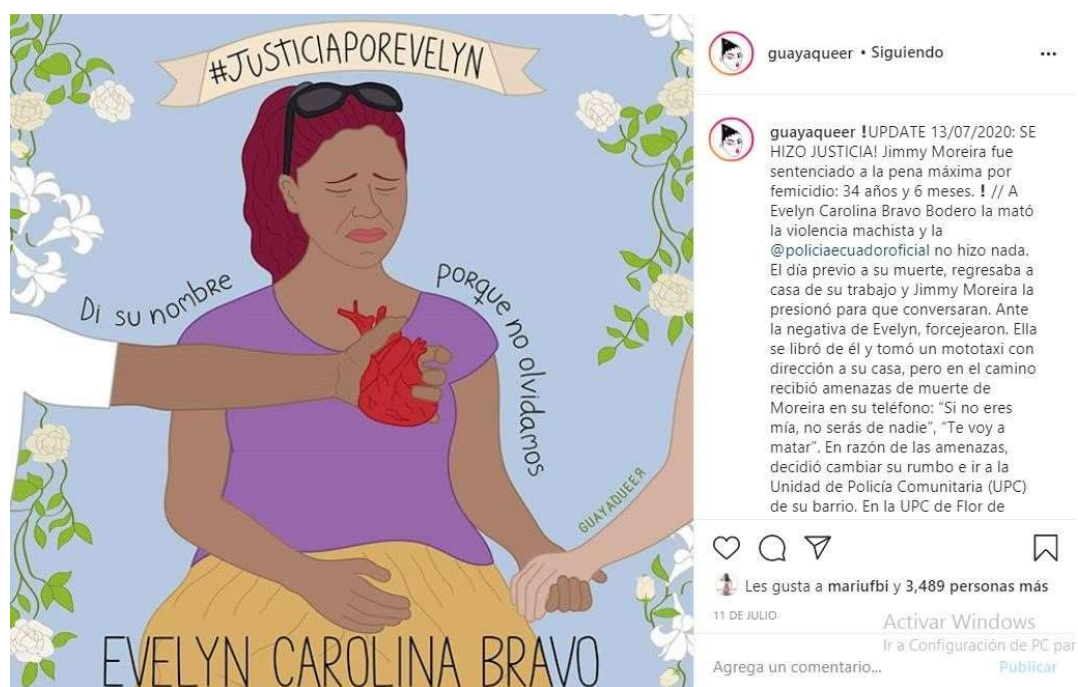 #JUSTICIAPOREVELYN
Di su nombre
porque no olvidamos
GUAYAQUEER
EVELYN CAROLINA BRAVO
guayaqueer • Siguiendo
guayaqueer ❗UPDATE 13/07/2020: SE
HIZO JUSTICIA! Jimmy Moreira fue
sentenciado a la pena máxima por
femicidio: 34 años y 6 meses. ❗ // A
Evelyn Carolina Bravo Bodero la mató
la violencia machista y la
@policiaecuadoroficial no hizo nada.
El día previo a su muerte, regresaba a
casa de su trabajo y Jimmy Moreira la
presionó para que conversaran. Ante
la negativa de Evelyn, forcejearon. Ella
se libró de él y tomó un mototaxi con
dirección a su casa, pero en el camino
recibió amenazas de muerte de
Moreira en su teléfono: “Si no eres
mía, no serás de nadie”, “Te voy a
matar”. En razón de las amenazas,
decidió cambiar su rumbo e ir a la
Unidad de Policía Comunitaria (UPC)
de su barrio. En la UPC de Flor de
Les gusta a mariufbi y 3,489 personas más
11 DE JULIO
Activar Windows
Ir a Configuración de PC par
Agrega un comentario... Publicar